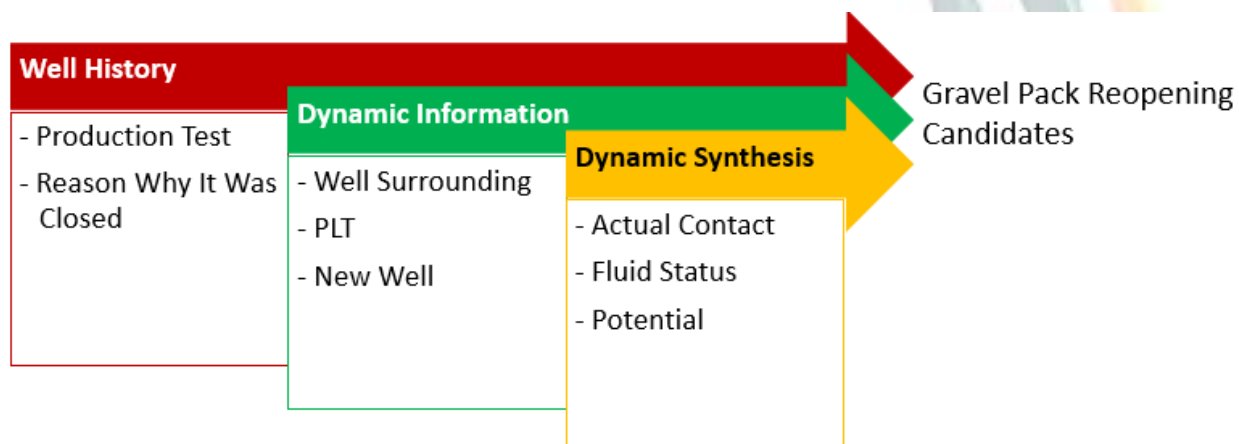 Well History
- Production Test
- Reason Why It Was
Closed
Dynamic Information
- Well Surrounding
- PLT
- New Well
Dynamic Synthesis
- Actual Contact
- Fluid Status
- Potential
Gravel Pack Reopening
Candidates